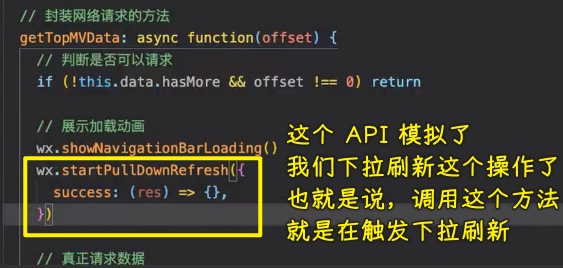 // 封装网络请求的方法
getTopMVData: async function(offset) {
// 判断是否可以请求
if (!this.data.hasMore && offset !== 0) return
// 展示加载动画
wx.showNavigationBarLoading()
wx.startPullDownRefresh({
success: (res) => {},
})
// 真正请求数据
这个 API 模拟了
我们下拉刷新这个操作了
也就是说，调用这个方法
就是在触发下拉刷新